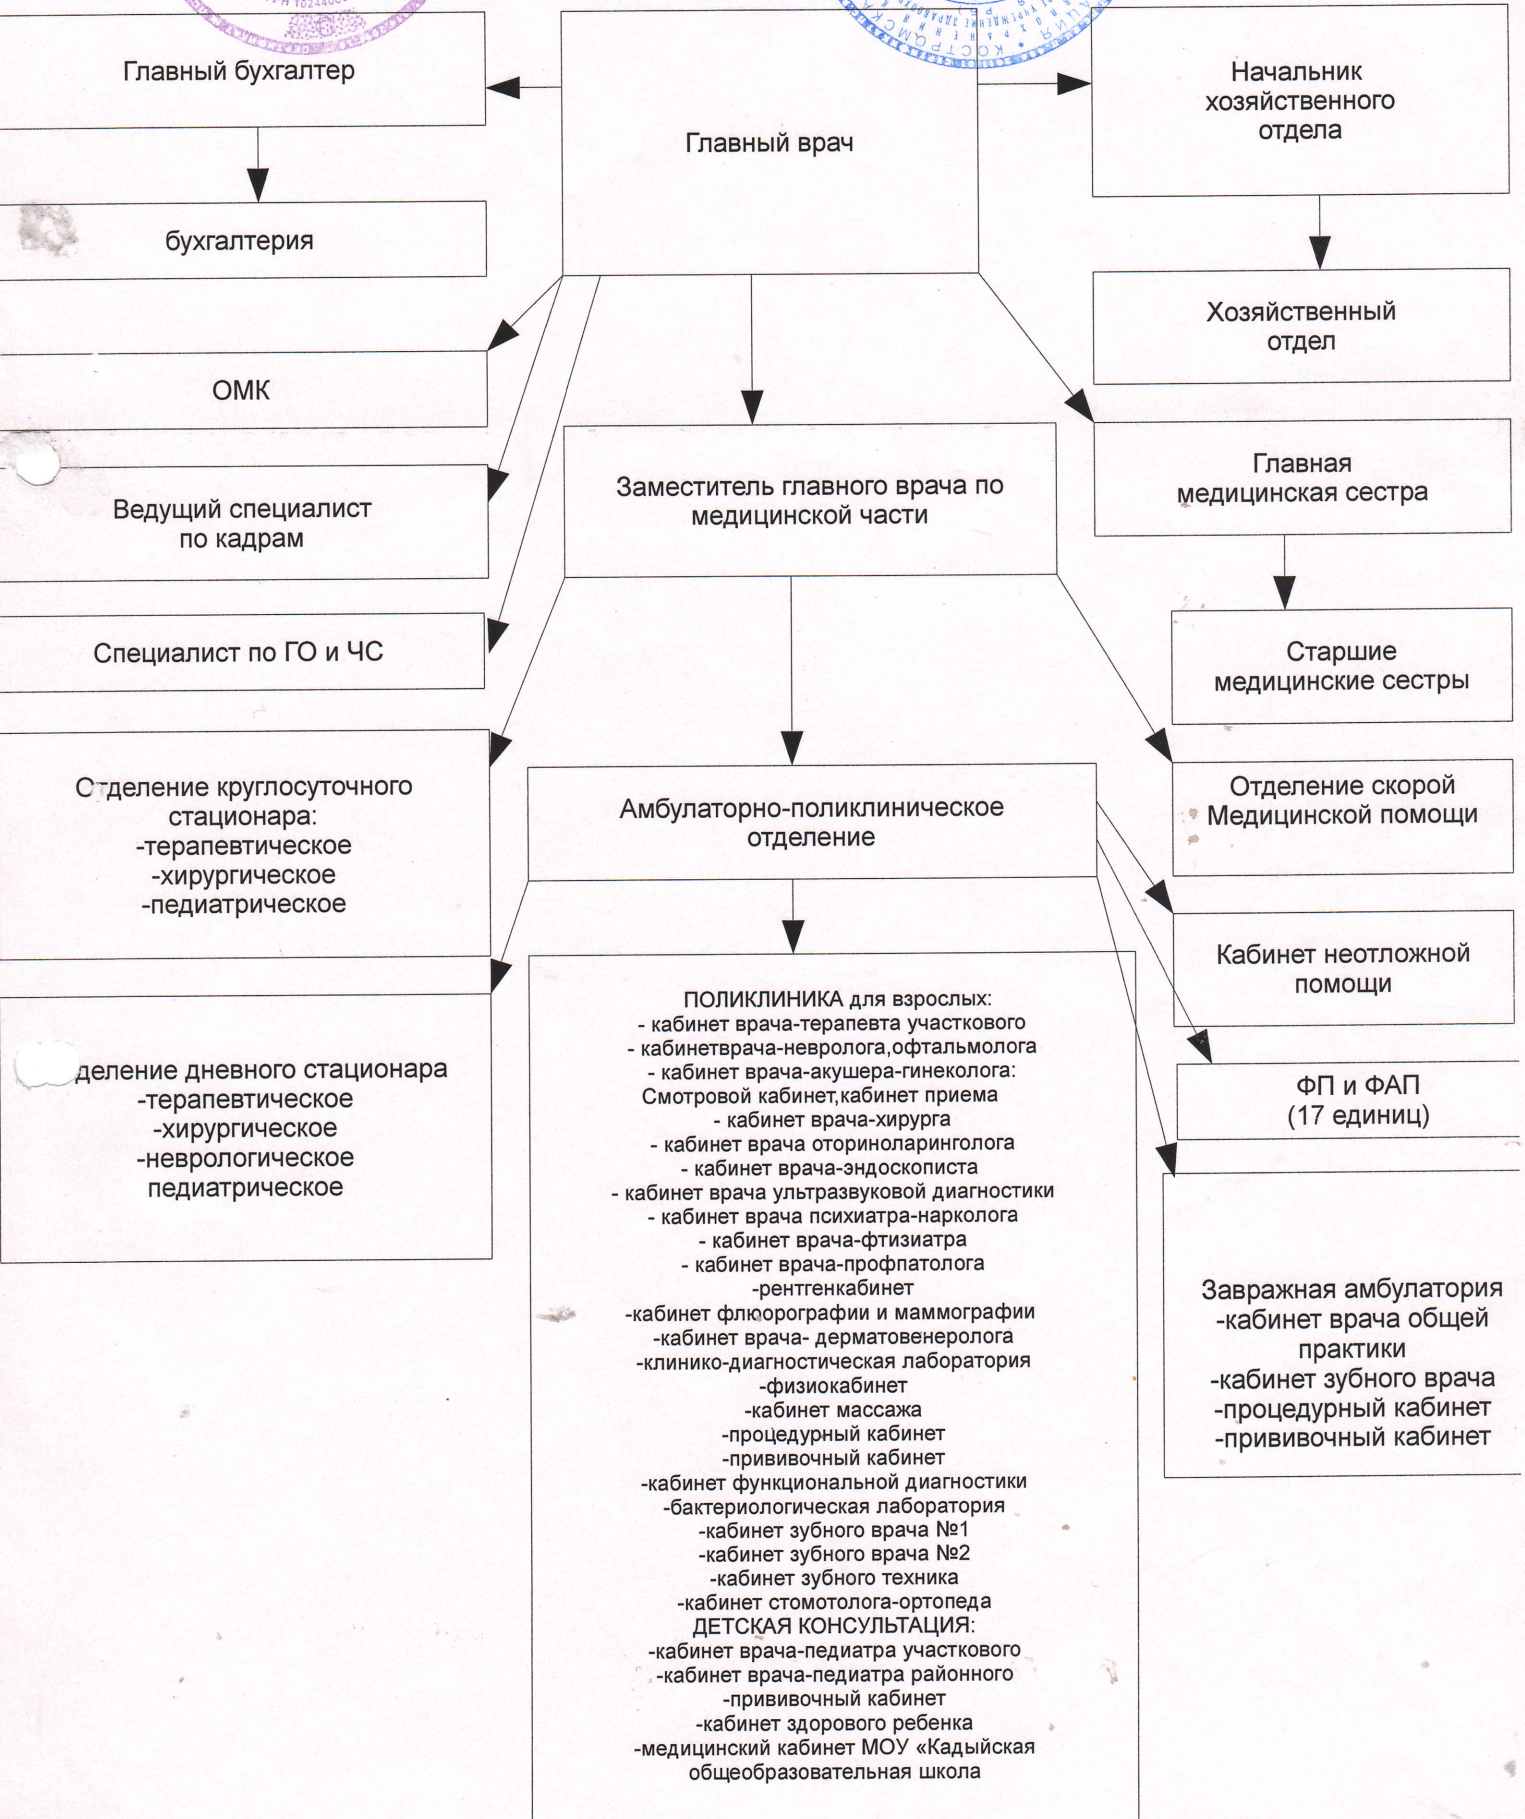 Главный бухгалтер
Главный врач
Начальник
хозяйственного
отдела
бухгалтерия
Хозяйственный
отдел
ОМК
Ведущий специалист
по кадрам
Заместитель главного врача по
медицинской части
Главная
медицинская сестра
Специалист по ГО и ЧС
Старшие
медицинские сестры
Отделение круглосуточного
стационара:
-терапевтическое
-хирургическое
-педиатрическое
Амбулаторно-поликлиническое
отделение
Отделение скорой
Медицинской помощи
Кабинет неотложной
помощи
деление дневного стационара
-терапевтическое
-хирургическое
-неврологическое
педиатрическое
ПОЛИКЛИНИКА для взрослых:
- кабинет врача-терапевта участкового
- кабинетврача-невролога,офтальмолога
- кабинет врача-акушера-гинеколога:
Смотровой кабинет,кабинет приема
- кабинет врача-хирурга
- кабинет врача оториноларинголога
- кабинет врача-эндоскописта
- кабинет врача ультразвуковой диагностики
- кабинет врача психиатра-нарколога
- кабинет врача-фтизиатра
- кабинет врача-профпатолога
-рентгенкабинет
-кабинет флюорографии и маммографии
-кабинет врача- дерматовенеролога
-клинико-диагностическая лаборатория
-физиокабинет
-кабинет массажа
-процедурный кабинет
-прививочный кабинет
-кабинет функциональной диагностики
-бактериологическая лаборатория
-кабинет зубного врача №1
-кабинет зубного врача №2
-кабинет зубного техника
-кабинет стомотолога-ортопеда
ДЕТСКАЯ КОНСУЛЬТАЦИЯ:
-кабинет врача-педиатра участкового
-кабинет врача-педиатра районного
-прививочный кабинет
-кабинет здорового ребенка
-медицинский кабинет МОУ «Кадыйская
общеобразовательная школа
ФП и ФАП
(17 единиц)
Завражная амбулатория
-кабинет врача общей
практики
-кабинет зубного врача
-процедурный кабинет
-прививочный кабинет